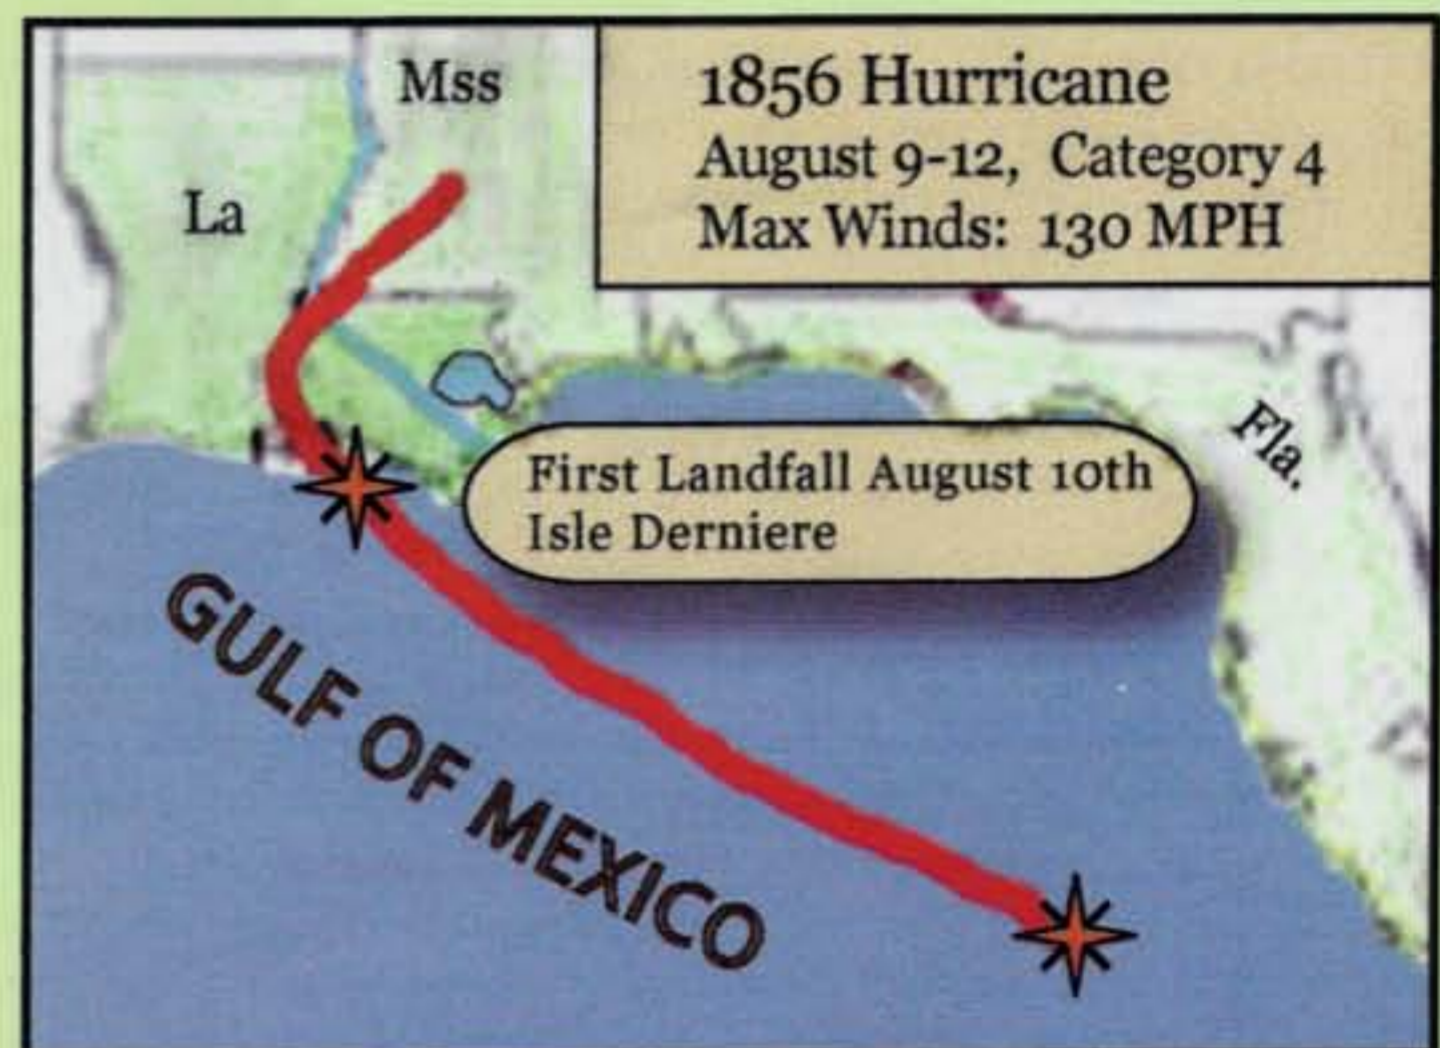 Mss
1856 Hurricane
August 9-12, Category 4
Max Winds: 130 MPH
La
Fla.
First Landfall August 10th
Isle Derniere
GULF OF MEXICO